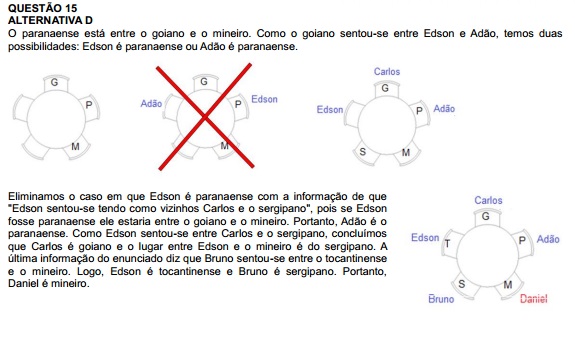 QUESTÃO 15
ALTERNATIVA D
O paranaense está entre o goiano e o mineiro. Como o goiano sentou-se entre Edson e Adão, temos duas
possibilidades: Edson é paranaense ou Adão é paranaense.
G
P
M
G
Adão
P
Edson
M
Carlos
G
Edson
P
Adão
S
M
Eliminamos o caso em que Edson é paranaense com a informação de que
"Edson sentou-se tendo como vizinhos Carlos e o sergipano", pois se Edson
fosse paranaense ele estaria entre o goiano e o mineiro. Portanto, Adão é o
paranaense. Como Edson sentou-se entre Carlos e o sergipano, concluímos
que Carlos é goiano e o lugar entre Edson e o mineiro é do sergipano. A
última informação do enunciado diz que Bruno sentou-se entre o tocantinense
e o mineiro. Logo, Edson é tocantinense e Bruno é sergipano. Portanto,
Daniel é mineiro.
Carlos
G
Edson
T
P
Adão
S
M
Bruno
Daniel